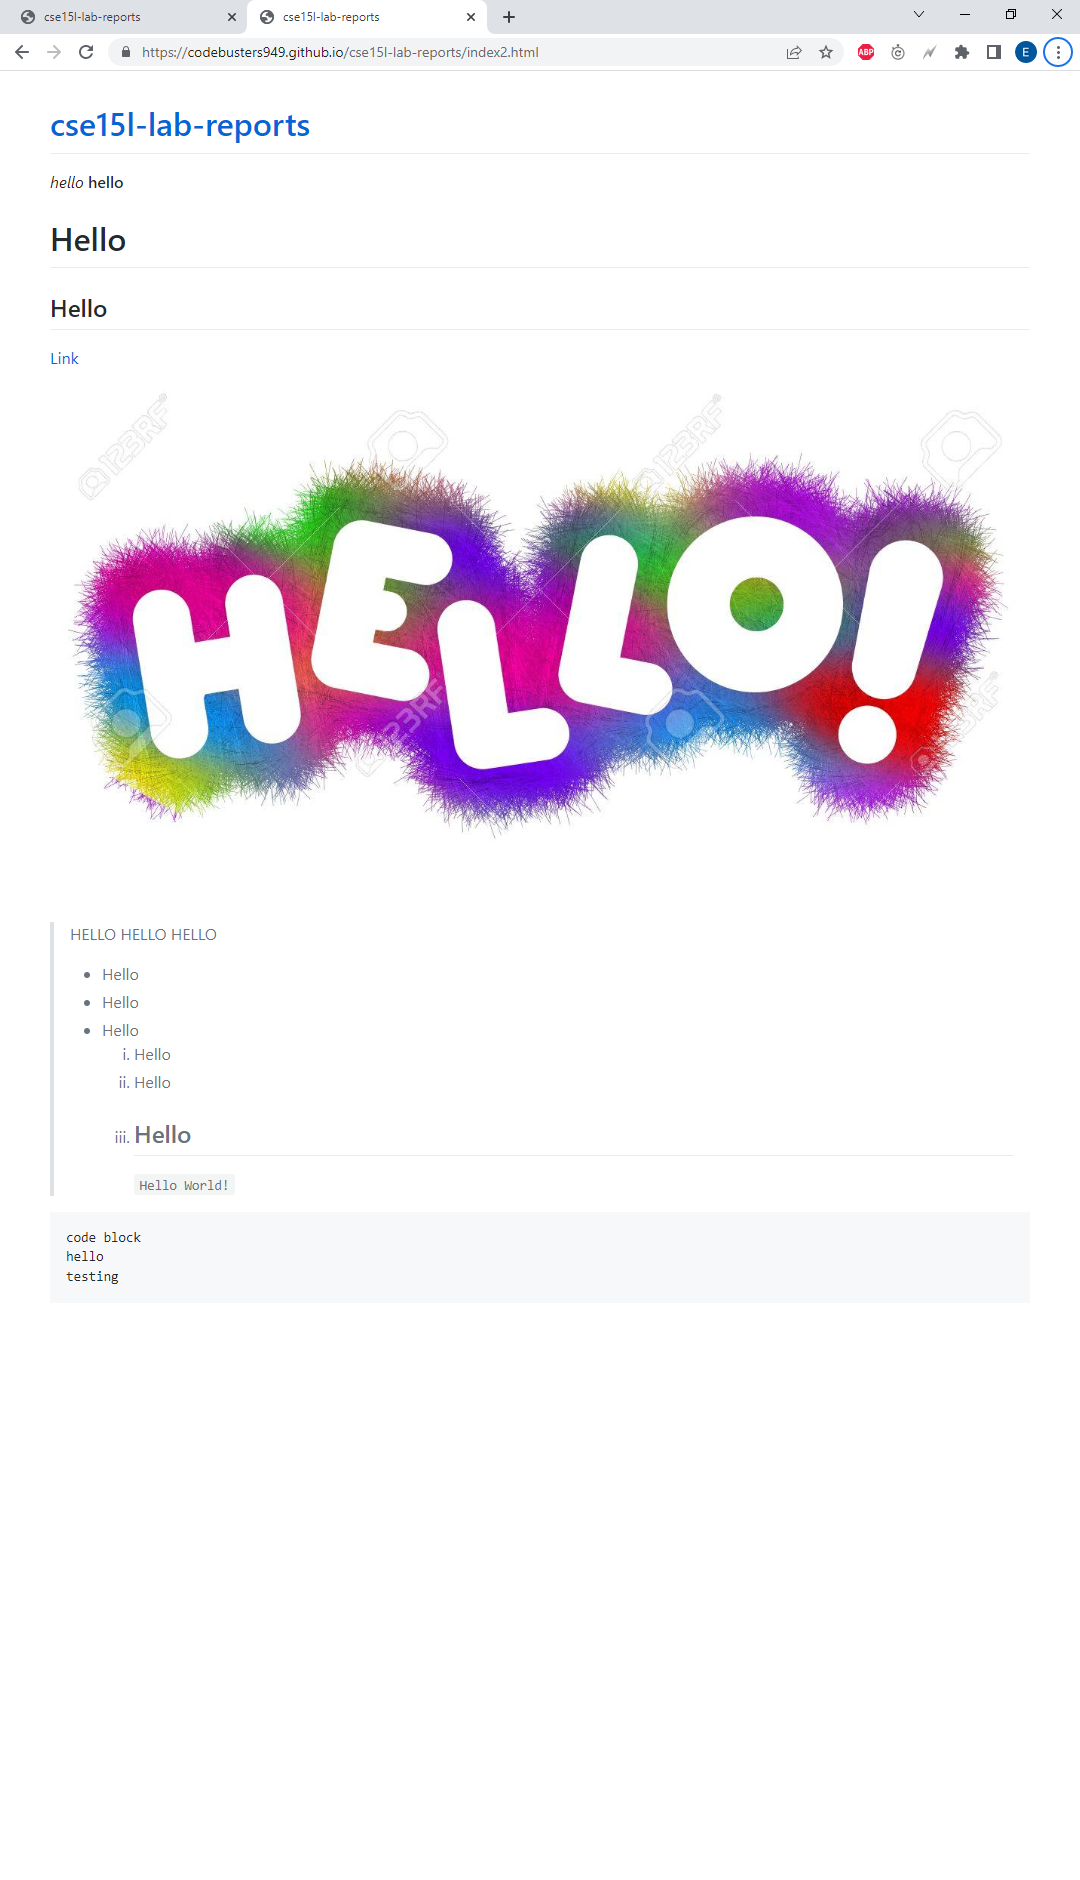 cse15l-lab-reports
cse15l-lab-reports
https://codebusters949.github.io/cse15l-lab-reports/index2.html
ABP
E
cse15l-lab-reports
hello hello
Hello
Hello
Link
@123RF®
@123RF®
HELLO!
@123RF®
@123RF®
HELLO HELLO HELLO
• Hello
• Hello
• Hello
i. Hello
ii. Hello
iii. Hello
Hello World!
code block
hello
testing